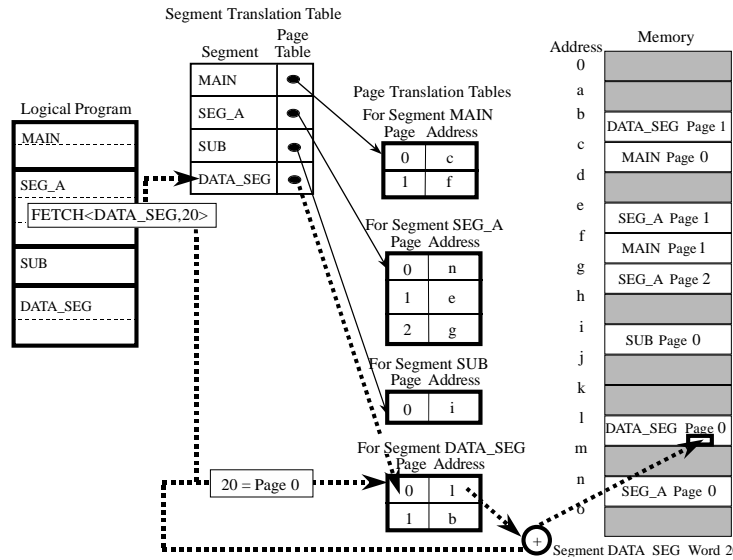 Segment Translation Table
Segment Page Table
MAIN
SEG_A
SUB
DATA_SEG
Logical Program
MAIN
SEG_A
FETCH<DATA_SEG,20>
SUB
DATA_SEG
Page Translation Tables
For Segment MAIN
Page Address
0 c
1 f
For Segment SEG_A
Page Address
0 n
1 e
2 g
For Segment SUB
Page Address
0 i
For Segment DATA_SEG
Page Address
0 l
1 b
20 = Page 0
+
Segment DATA_SEG Word 2
Address
Memory
0
a
b
DATA_SEG Page 1
c
MAIN Page 0
d
e
SEG_A Page 1
f
MAIN Page 1
g
SEG_A Page 2
h
i
SUB Page 0
j
k
l
DATA_SEG Page 0
m
n
SEG_A Page 0
o